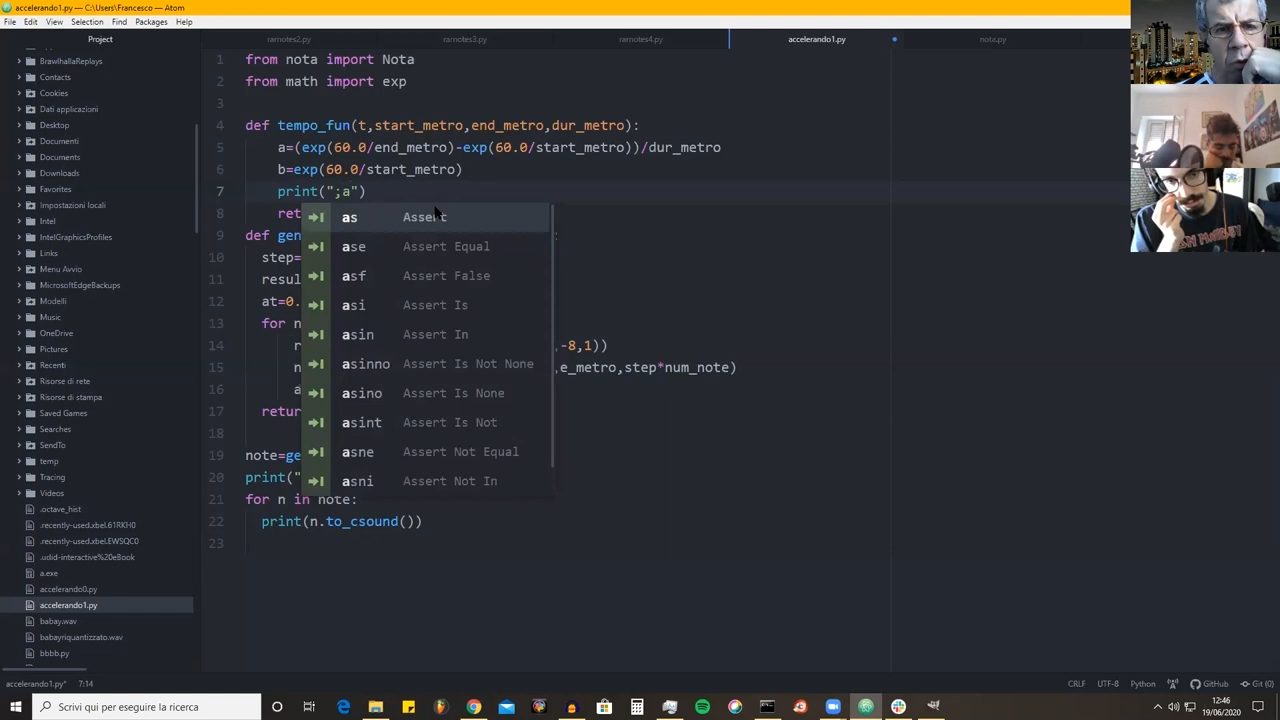 accelerando1.py — C:\Users\Francesco — Atom
File Edit View Selection Find Packages Help
Project
ramotes2.py
ramotes3.py
ramotes4.py
accelerando1.py
nota.py
BrawlhallaReplays
Contacts
Cookies
Dati applicazioni
Desktop
Documenti
Documents
Downloads
Favorites
Impostazioni locali
Intel
IntelGraphicsProfiles
Links
Menu Avvio
MicrosoftEdgeBackups
Modelli
Music
OneDrive
Pictures
Recenti
Risorse di rete
Risorse di stampa
Saved Games
Searches
SendTo
temp
Tracing
Videos
.octave_hist
.recently-used.xbel.61RKH0
.recently-used.xbel.EWSQC0
.udid-interactive%20eBook
a.exe
accelerando0.py
accelerando1.py
babay.wav
babayriquantizzato.wav
bbbb.py
1 from nota import Nota
2 from math import exp
3
4 def tempo_fun(t,start_metro,end_metro,dur_metro):
5 a=(exp(60.0/end_metro)-exp(60.0/start_metro))/dur_metro
6 b=exp(60.0/start_metro)
7 print(";a")
8 ret
9 def gen :
10 step=
11 resul
12 at=0.
13 for n
14 r ,-8,1))
15 n ,e_metro,step*num_note)
16 a
17 retur
18
19 note=ge
20 print("
21 for n in note:
22 print(n.to_csound())
23
as Assert
ase Assert Equal
asf Assert False
asi Assert Is
asin Assert In
asinno Assert Is Not None
asino Assert Is None
asint Assert Is Not
asne Assert Not Equal
asni Assert Not In
accelerando1.py* 7:14
CRLF UTF-8 Python GitHub Git (0)
Scrivi qui per eseguire la ricerca
12:46
19/06/2020